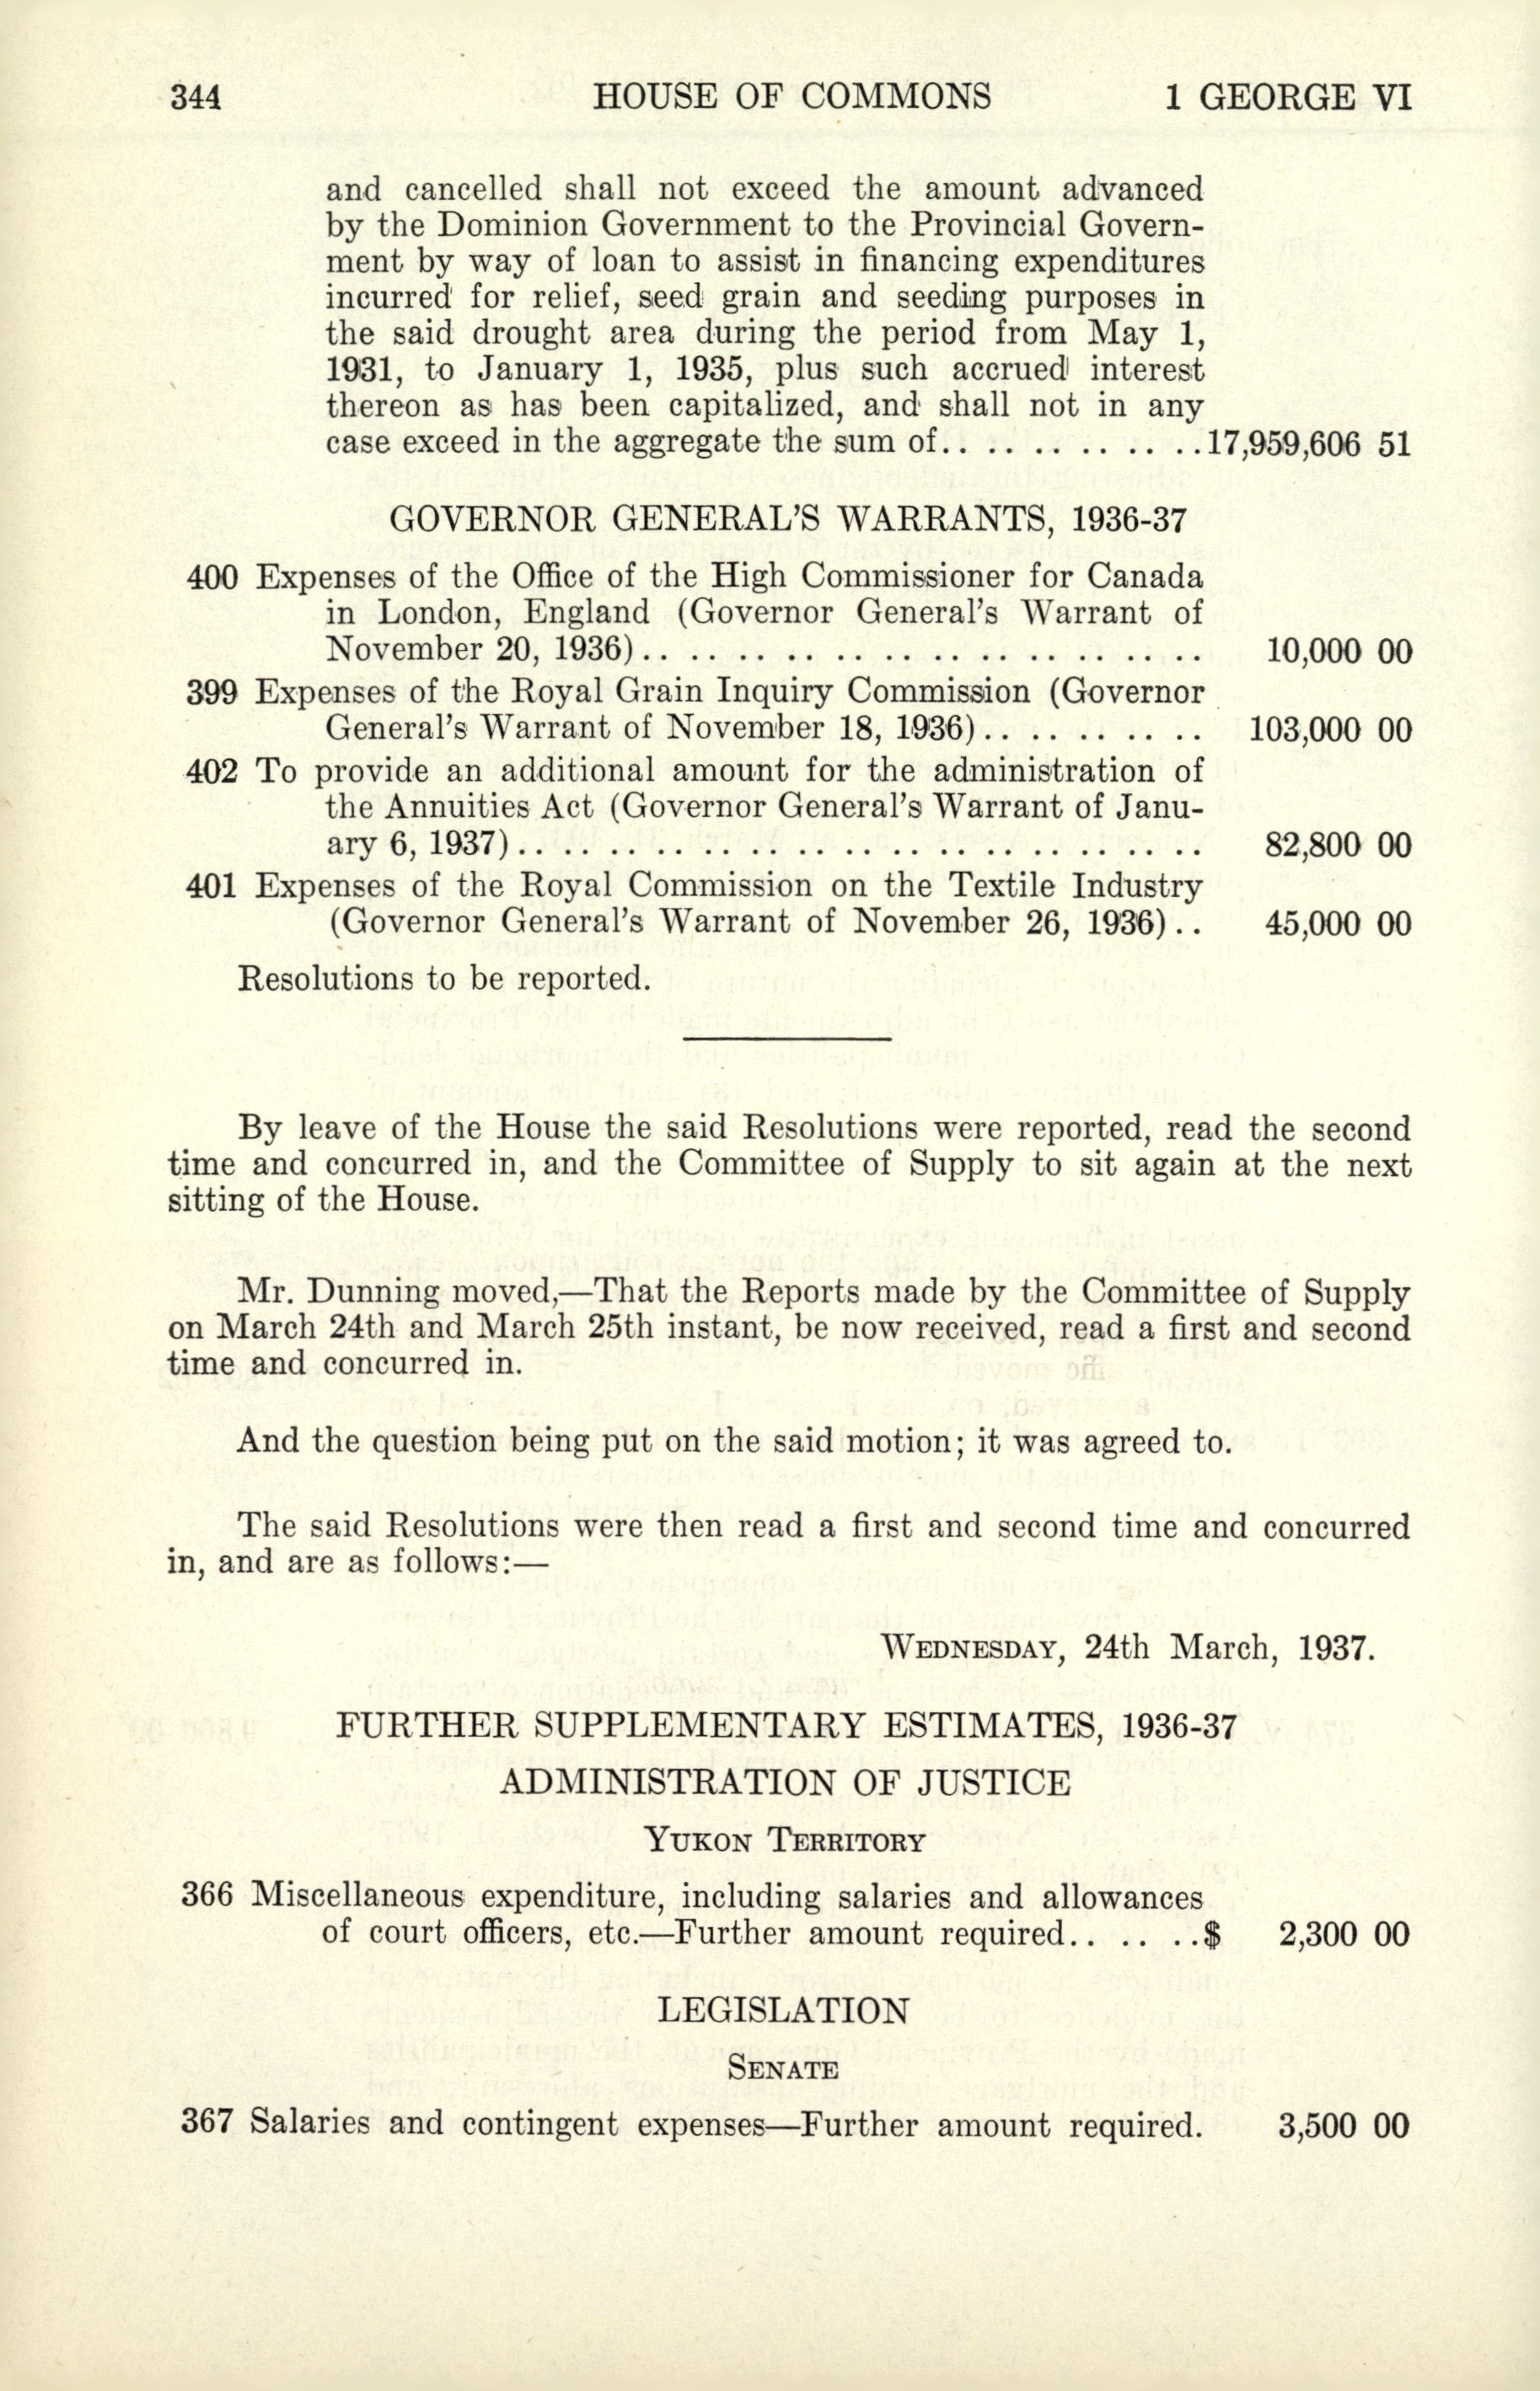 344 HOUSE OF COMMONS 1 GEORGE VI
and cancelled shall not exceed the amount advanced
by the Dominion Government to the Provincial Govern-
ment by way of loan to assist in financing expenditures
incurred for relief, seed grain and seeding purposes in
the said drought area during the period from May 1,
1931, to January 1, 1935, plus such accrued interest
thereon as has been capitalized, and shall not in any
case exceed in the aggregate the sum of.. .. .. .. .. ..17,959,606 51
GOVERNOR GENERAL'S WARRANTS, 1936-37
400 Expenses of the Office of the High Commissioner for Canada
in London, England (Governor General's Warrant of
November 20, 1936).. .. .. .. .. .. .. .. .. .. .. .. 10,000 00
399 Expenses of the Royal Grain Inquiry Commission (Governor
General's Warrant of November 18, 1936).. .. .. .. .. 103,000 00
402 To provide an additional amount for the administration of
the Annuities Act (Governor General's Warrant of Janu-
ary 6, 1937).. .. .. .. .. .. .. .. .. .. .. .. .. .. .. 82,800 00
401 Expenses of the Royal Commission on the Textile Industry
(Governor General's Warrant of November 26, 1936).. 45,000 00
Resolutions to be reported.
By leave of the House the said Resolutions were reported, read the second
time and concurred in, and the Committee of Supply to sit again at the next
sitting of the House.
Mr. Dunning moved,—That the Reports made by the Committee of Supply
on March 24th and March 25th instant, be now received, read a first and second
time and concurred in.
And the question being put on the said motion; it was agreed to.
The said Resolutions were then read a first and second time and concurred
in, and are as follows:—
WEDNESDAY, 24th March, 1937.
FURTHER SUPPLEMENTARY ESTIMATES, 1936-37
ADMINISTRATION OF JUSTICE
YUKON TERRITORY
366 Miscellaneous expenditure, including salaries and allowances
of court officers, etc.—Further amount required.. .. ..$ 2,300 00
LEGISLATION
SENATE
367 Salaries and contingent expenses—Further amount required. 3,500 00